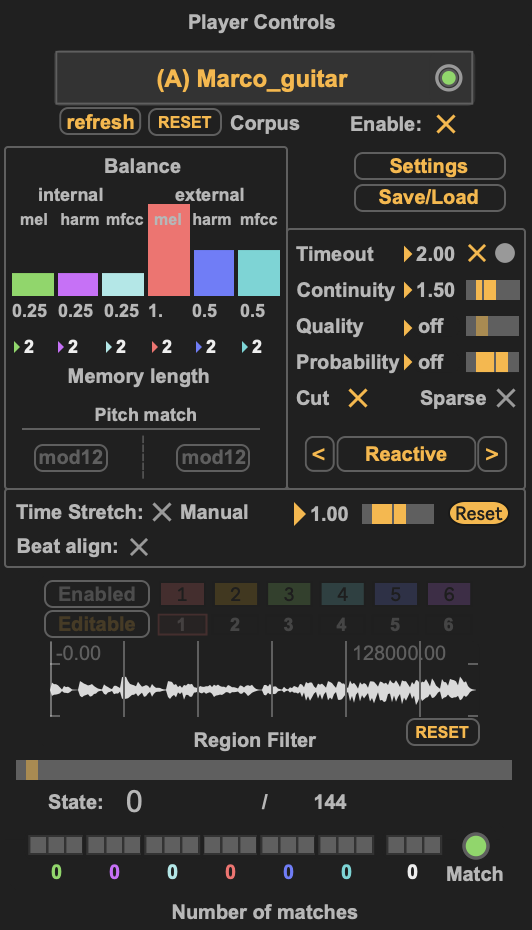 Player Controls
(A) Marco_guitar
refresh RESET Corpus Enable:
Balance
Settings
Save/Load
internal external
mel harm mfcc mel harm mfcc
0.25 0.25 0.25 1. 0.5 0.5
2 2 2 2 2 2
Memory length
Pitch match
mod12 mod12
Timeout 2.00
Continuity 1.50
Quality off
Probability off
Cut Sparse
< Reactive >
Time Stretch: Manual 1.00 Reset
Beat align:
Enabled 1 2 3 4 5 6
Editable 1 2 3 4 5 6
-0.00 128000.00
Region Filter RESET
State: 0 / 144
0 0 0 0 0 0 0 Match
Number of matches